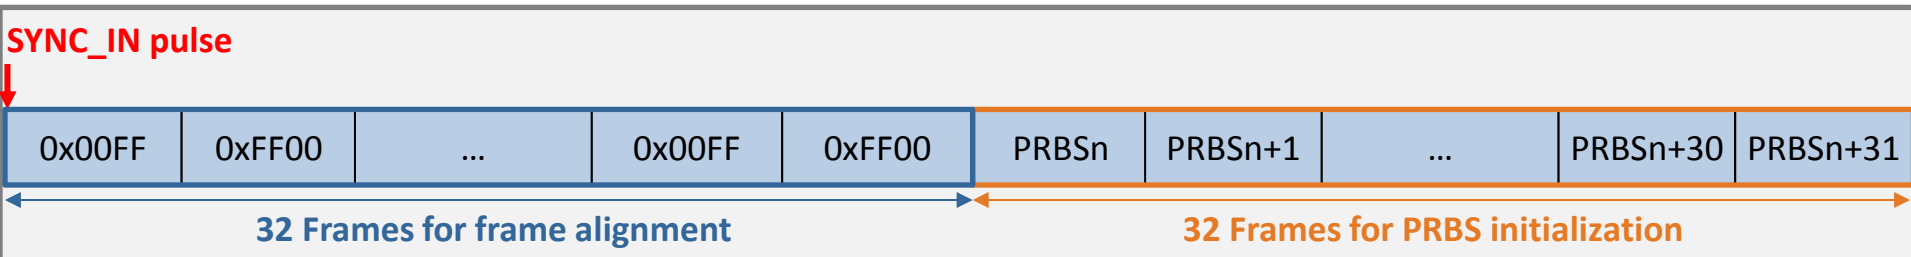 SYNC_IN pulse
0x00FF 0xFF00 ... 0x00FF 0xFF00 PRBSn PRBSn+1 ... PRBSn+30 PRBSn+31
32 Frames for frame alignment 32 Frames for PRBS initialization